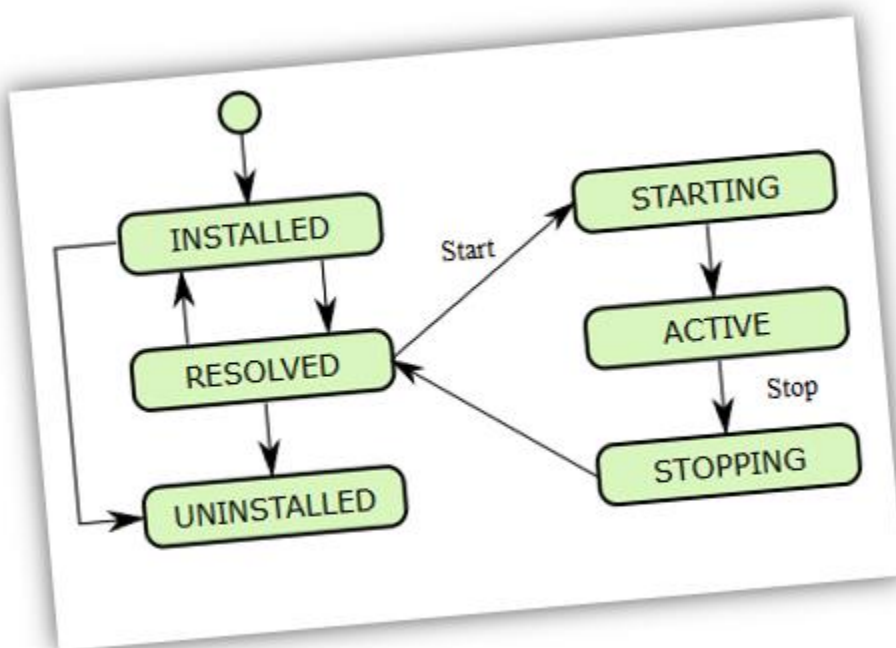 INSTALLED
RESOLVED
UNINSTALLED
Start
STARTING
ACTIVE
Stop
STOPPING